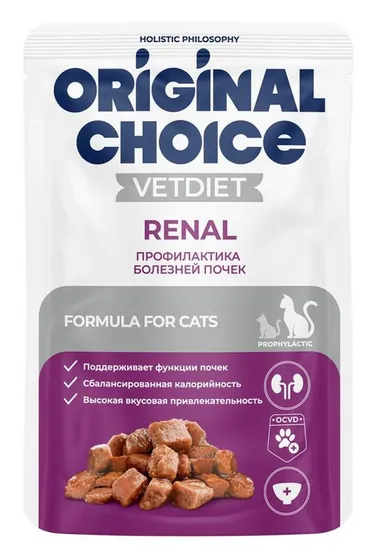 HOLISTIC PHILOSOPHY
ORIGINAL
CHOICE
VETDIET
RENAL
ПРОФИЛАКТИКА
БОЛЕЗНЕЙ ПОЧЕК
FORMULA FOR CATS
PROPHYLACTIC
Поддерживает функции почек
Сбалансированная калорийность
Высокая вкусовая привлекательность
OCVD